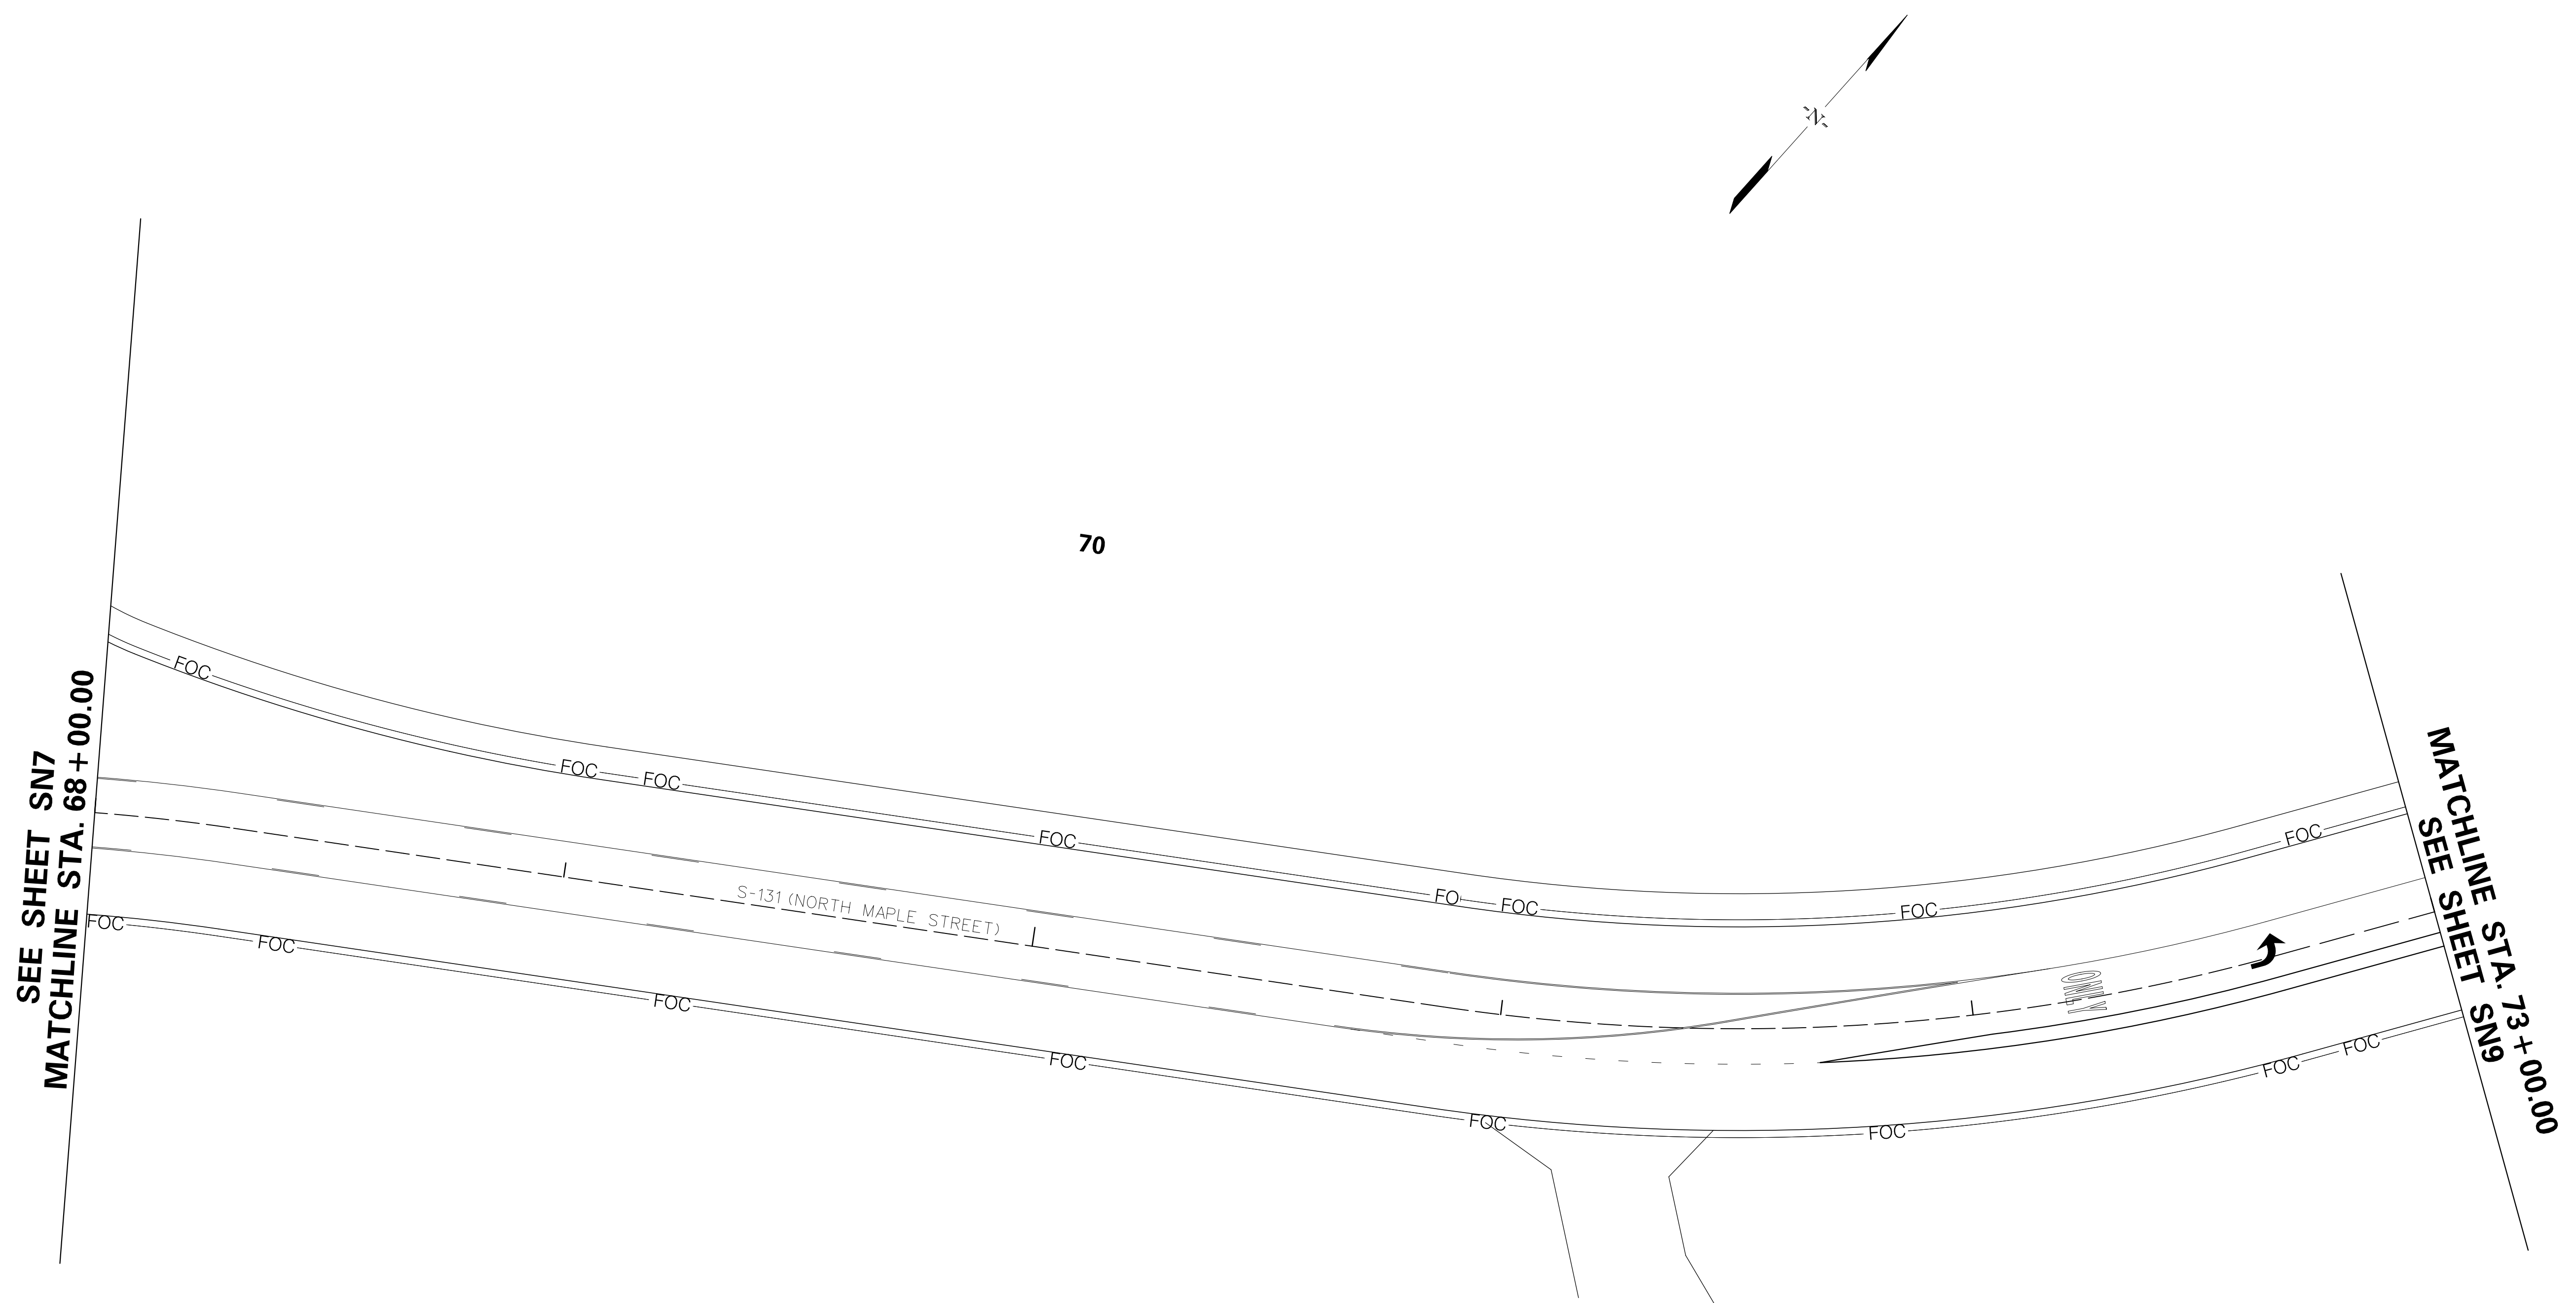 -N-
70
SEE SHEET SN7
MATCHLINE STA. 68+00.00
FOC
FOC
FOC
FOC
FO
FOC
FOC
FOC
S-131 (NORTH MAPLE STREET)
ONLY
FOC
FOC
FOC
FOC
FOC
FOC
FOC
FOC
MATCHLINE STA. 73+00.00
SEE SHEET SN9